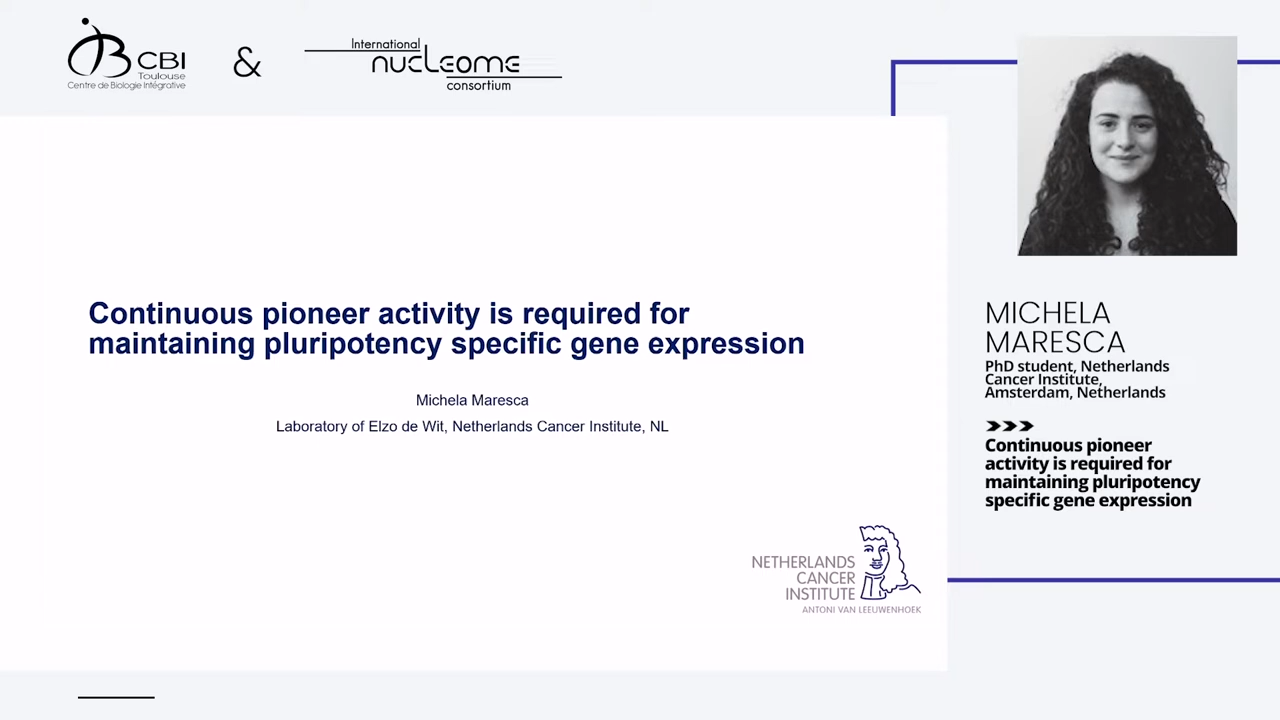 CBI
Toulouse
Centre de Biologie Intégrative
&
International
nucLeome
consortium
Continuous pioneer activity is required for
maintaining pluripotency specific gene expression
Michela Maresca
Laboratory of Elzo de Wit, Netherlands Cancer Institute, NL
NETHERLANDS
CANCER
INSTITUTE
ANTONI VAN LEEUWENHOEK
MICHELA
MARESCA
PhD student, Netherlands
Cancer Institute,
Amsterdam, Netherlands
Continuous pioneer
activity is required for
maintaining pluripotency
specific gene expression